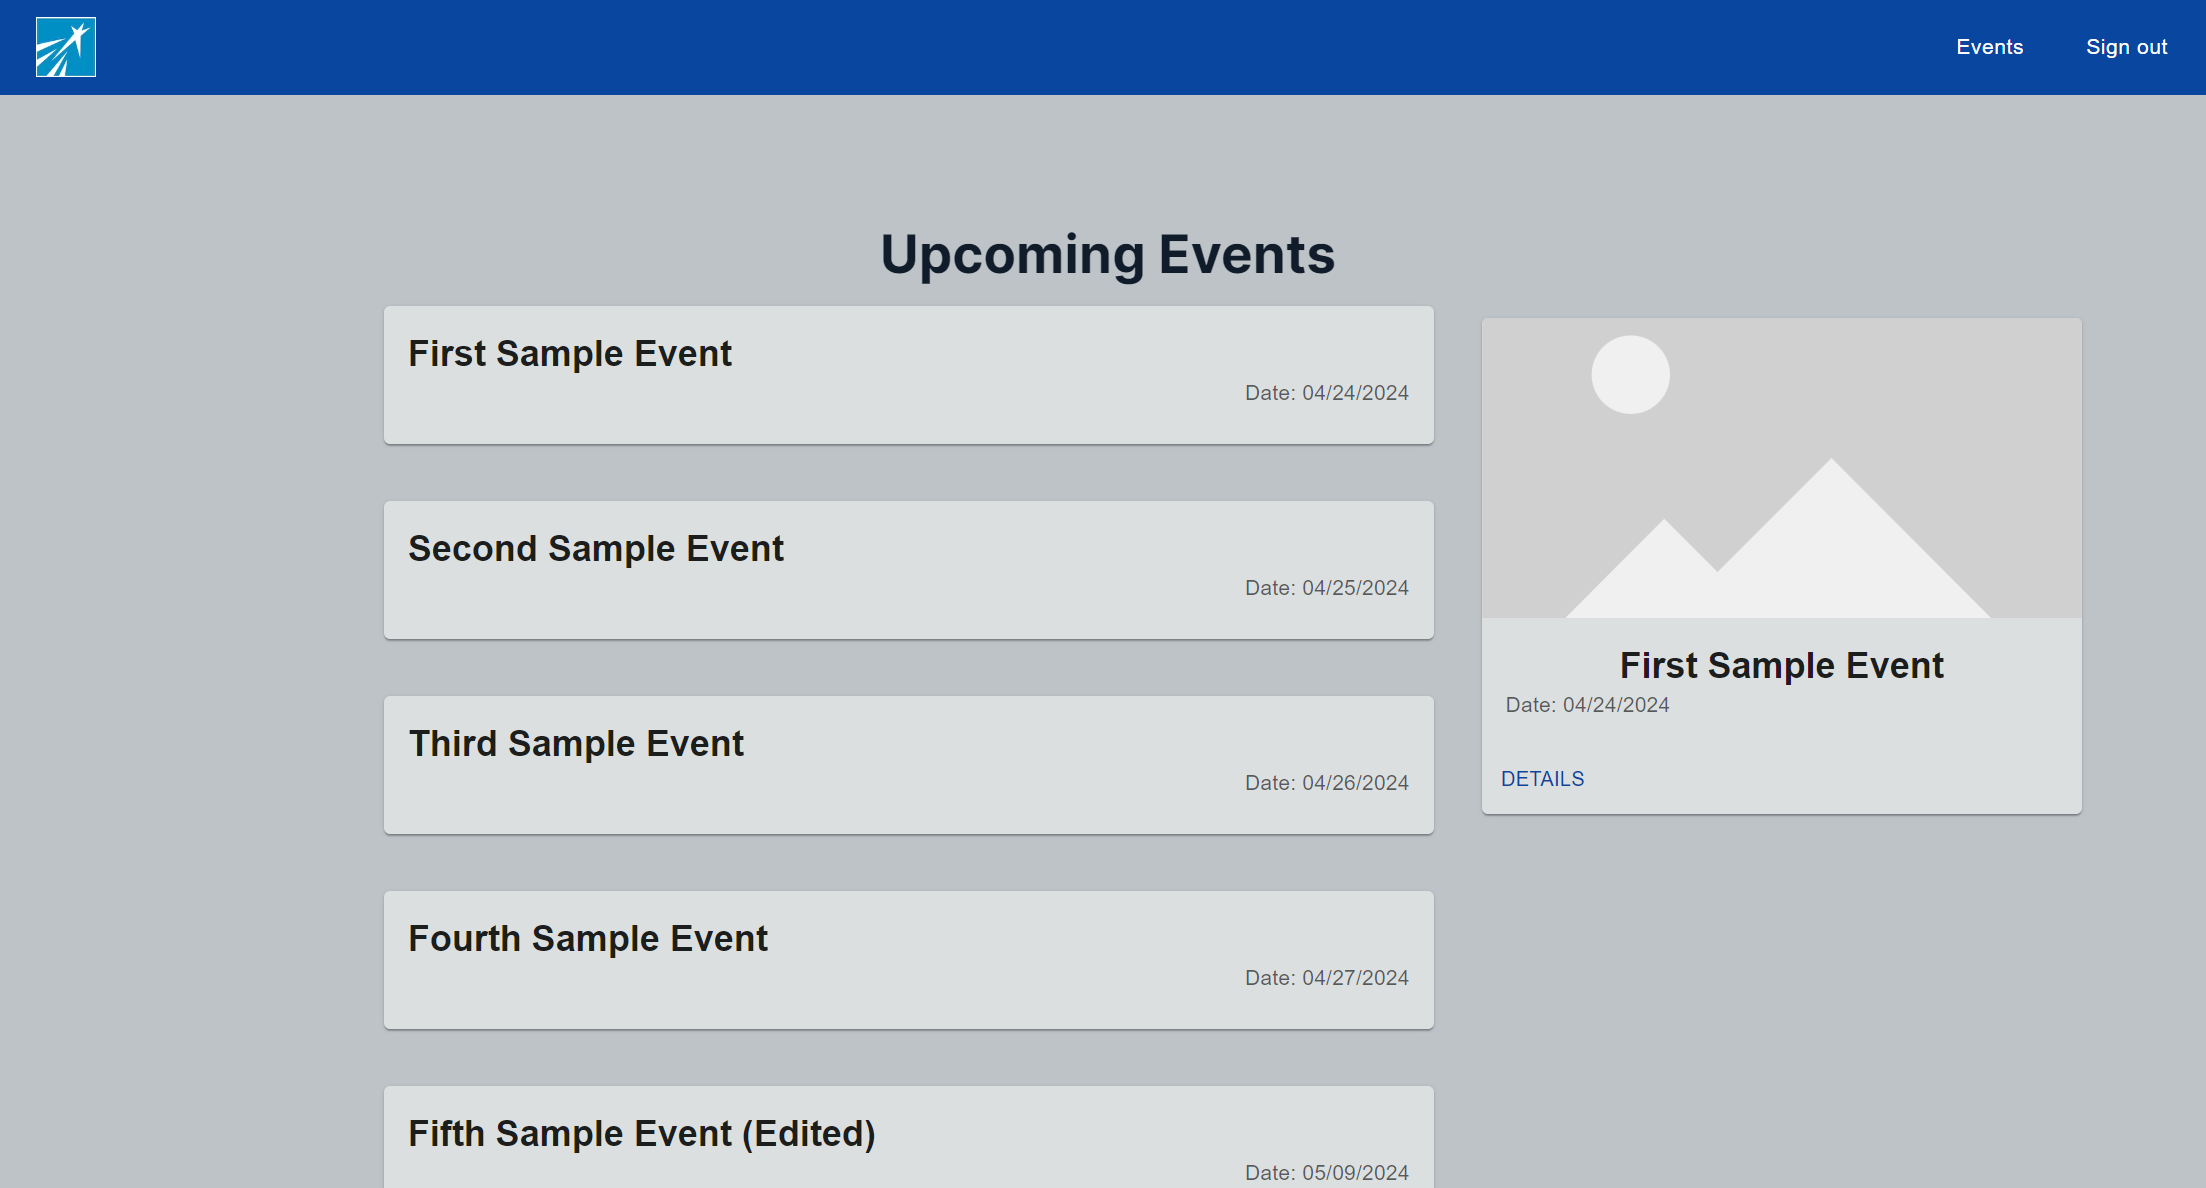 Events
Sign out
Upcoming Events
First Sample Event
Date: 04/24/2024
Second Sample Event
Date: 04/25/2024
Third Sample Event
Date: 04/26/2024
Fourth Sample Event
Date: 04/27/2024
Fifth Sample Event (Edited)
Date: 05/09/2024
First Sample Event
Date: 04/24/2024
DETAILS